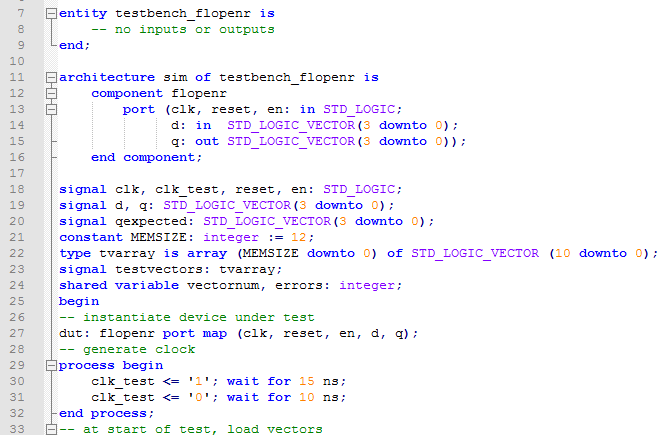 7 entity testbench_flopenr is
8 -- no inputs or outputs
9 end;
10
11 architecture sim of testbench_flopenr is
12 component flopenr
13 port (clk, reset, en: in STD_LOGIC;
14 d: in  STD_LOGIC_VECTOR(3 downto 0);
15 q: out STD_LOGIC_VECTOR(3 downto 0));
16 end component;
17
18 signal clk, clk_test, reset, en: STD_LOGIC;
19 signal d, q: STD_LOGIC_VECTOR(3 downto 0);
20 signal qexpected: STD_LOGIC_VECTOR(3 downto 0);
21 constant MEMSIZE: integer := 12;
22 type tvarray is array (MEMSIZE downto 0) of STD_LOGIC_VECTOR (10 downto 0);
23 signal testvectors: tvarray;
24 shared variable vectornum, errors: integer;
25 begin
26 -- instantiate device under test
27 dut: flopenr port map (clk, reset, en, d, q);
28 -- generate clock
29 process begin
30 clk_test <= '1'; wait for 15 ns;
31 clk_test <= '0'; wait for 10 ns;
32 end process;
33 -- at start of test, load vectors